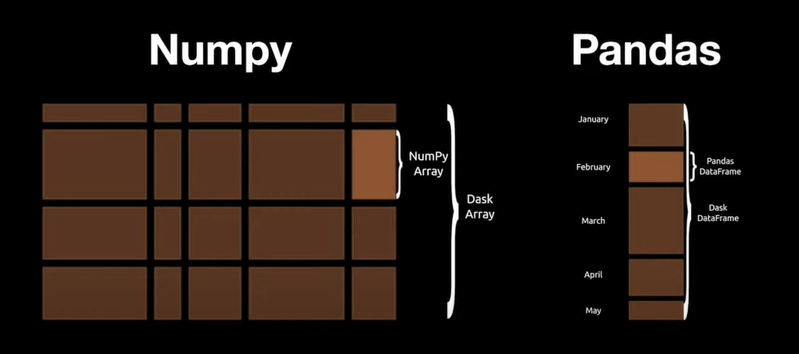 Numpy
Pandas
NumPy
Array
Dask
Array
January
February
March
April
May
Pandas
DataFrame
Dask
DataFrame